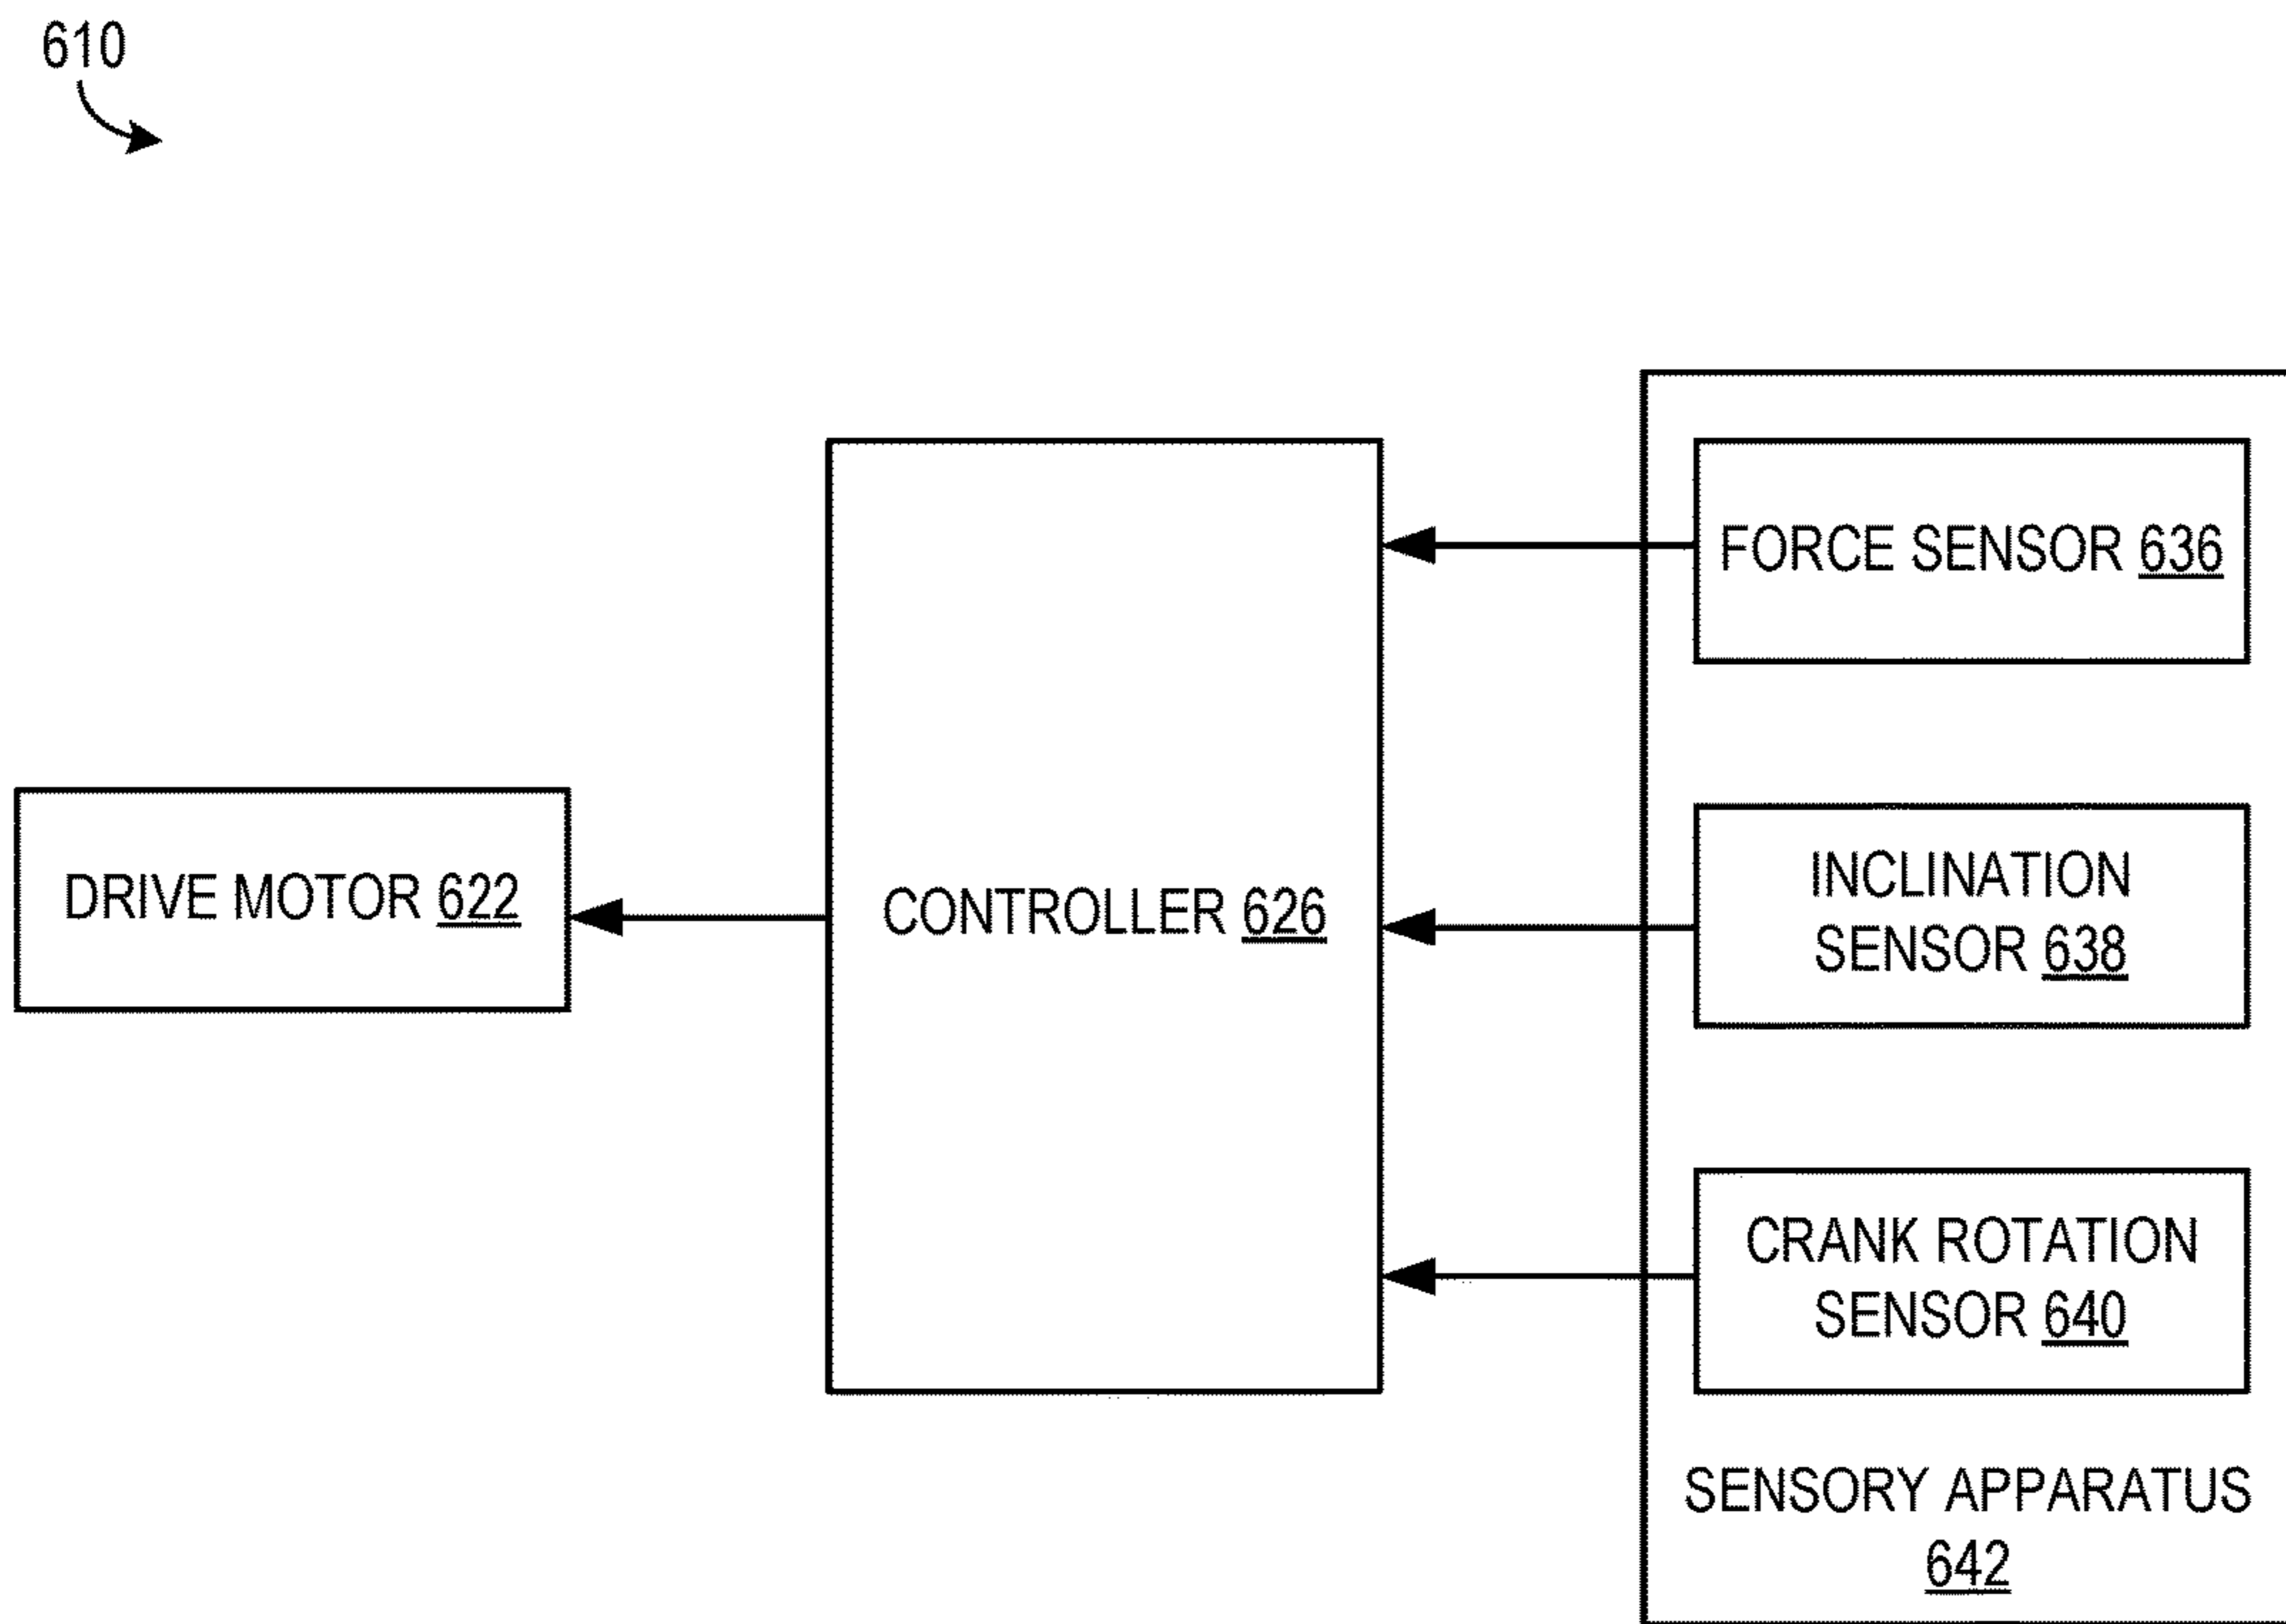 610
FORCE SENSOR 636
DRIVE MOTOR 622
CONTROLLER 626
INCLINATION
SENSOR 638
CRANK ROTATION
SENSOR 640
SENSORY APPARATUS
642